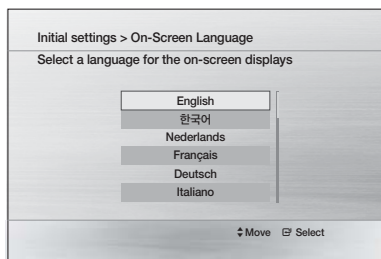 Initial settings > On-Screen Language
Select a language for the on-screen displays
English
한국어
Nederlands
Français
Deutsch
Italiano
Move Select